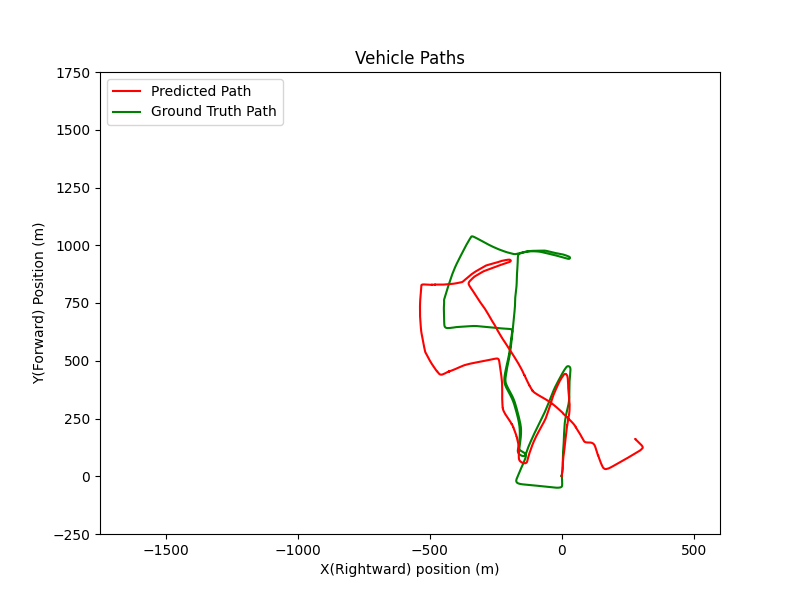 Vehicle Paths
Predicted Path
Ground Truth Path
1750
1500
1250
1000
750
500
250
0
−250
Y(Forward) Position (m)
−1500
−1000
−500
0
500
X(Rightward) position (m)